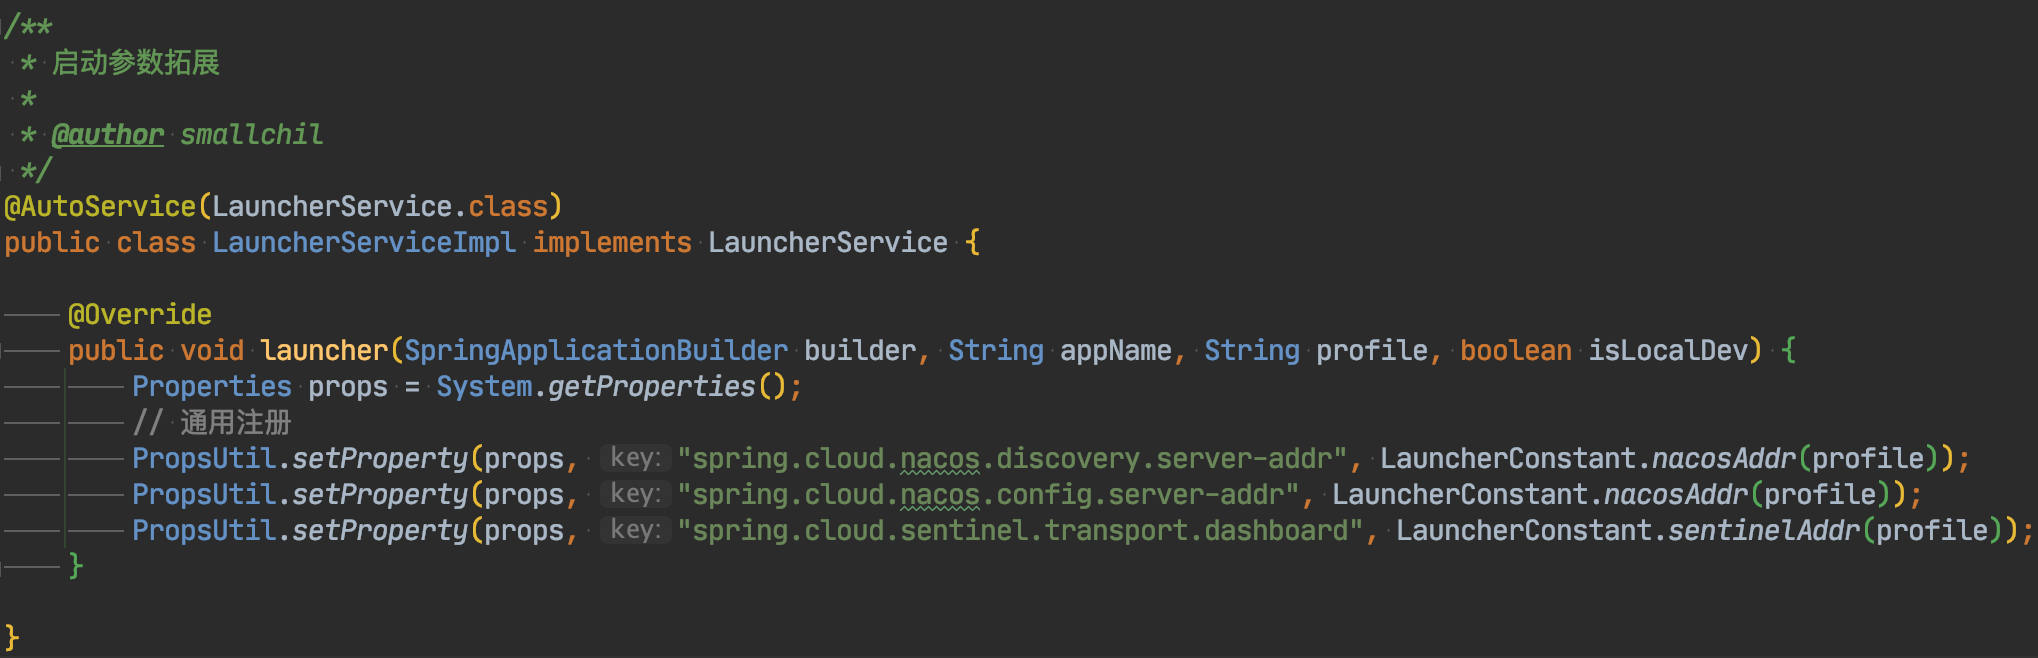 /**
* 启动参数拓展
*
* @author smallchil
*/
@AutoService(LauncherService.class)
public class LauncherServiceImpl implements LauncherService {
@Override
public void launcher(SpringApplicationBuilder builder, String appName, String profile, boolean isLocalDev) {
Properties props = System.getProperties();
// 通用注册
PropsUtil.setProperty(props, key: "spring.cloud.nacos.discovery.server-addr", LauncherConstant.nacosAddr(profile));
PropsUtil.setProperty(props, key: "spring.cloud.nacos.config.server-addr", LauncherConstant.nacosAddr(profile));
PropsUtil.setProperty(props, key: "spring.cloud.sentinel.transport.dashboard", LauncherConstant.sentinelAddr(profile));
}
}